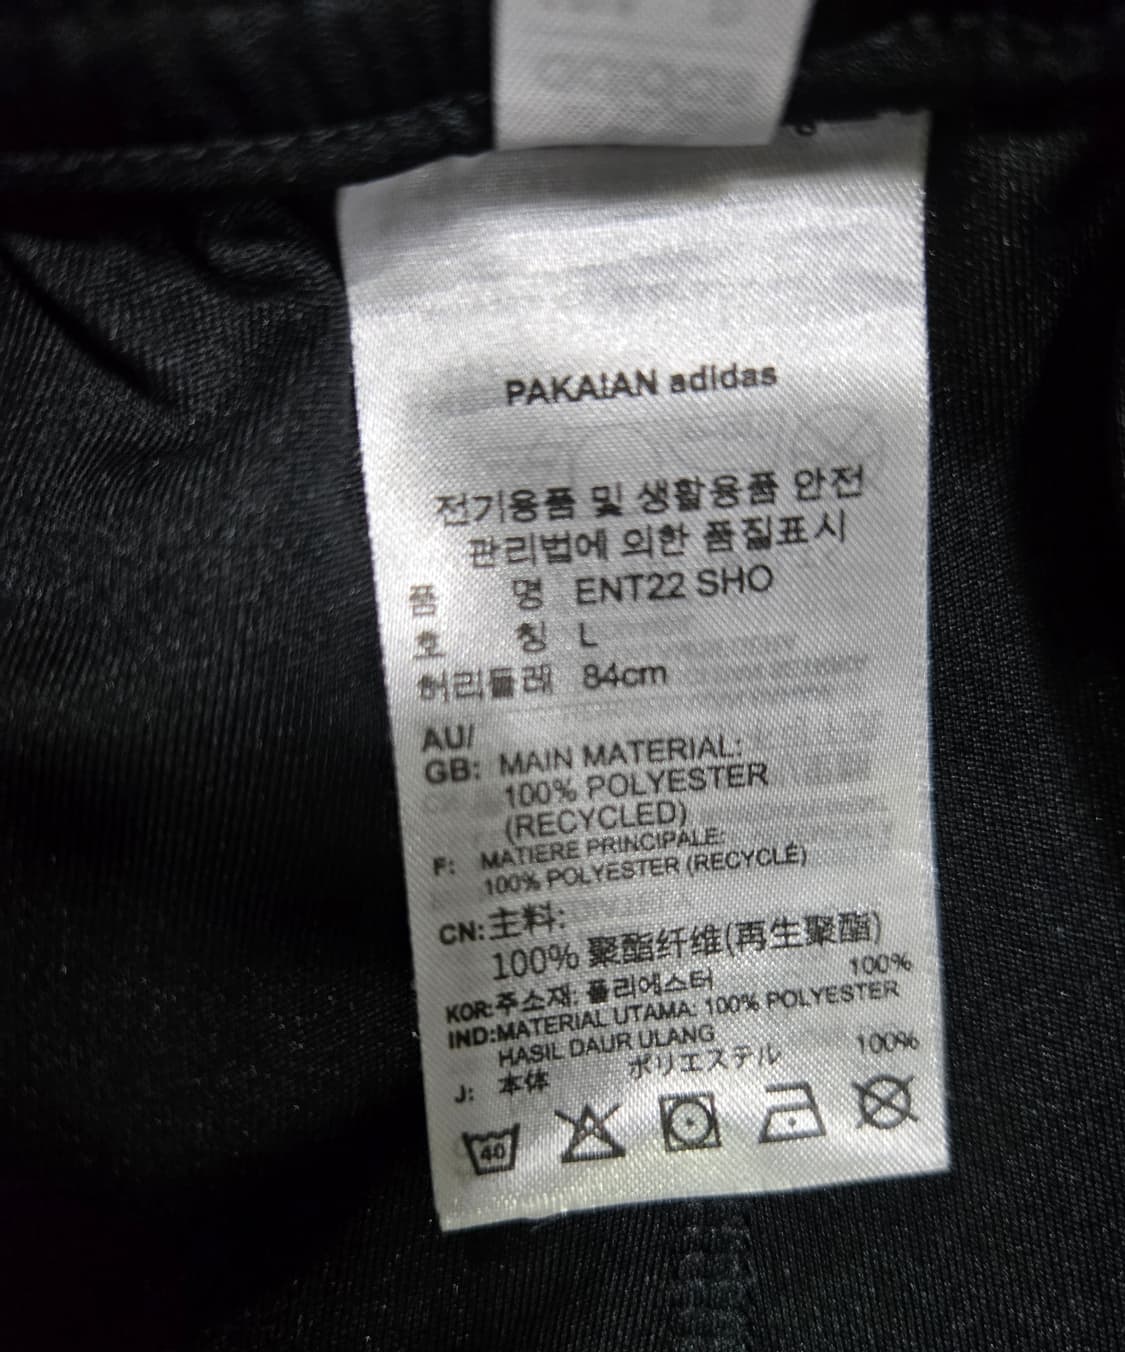 PAKAIAN adidas
전기용품 및 생활용품 안전
관리법에 의한 품질표시
품 명 ENT22 SHO
호 칭 L
허리둘레 84cm
AU/
GB: MAIN MATERIAL:
100% POLYESTER
(RECYCLED)
F: MATIERE PRINCIPALE:
100% POLYESTER (RECYCLÉ)
CN:主料:
100% 聚酯纤维(再生聚酯)
KOR:주소재: 폴리에스터 100%
IND:MATERIAL UTAMA: 100% POLYESTER
HASIL DAUR ULANG
J: 本体 ポリエステル 100%
40